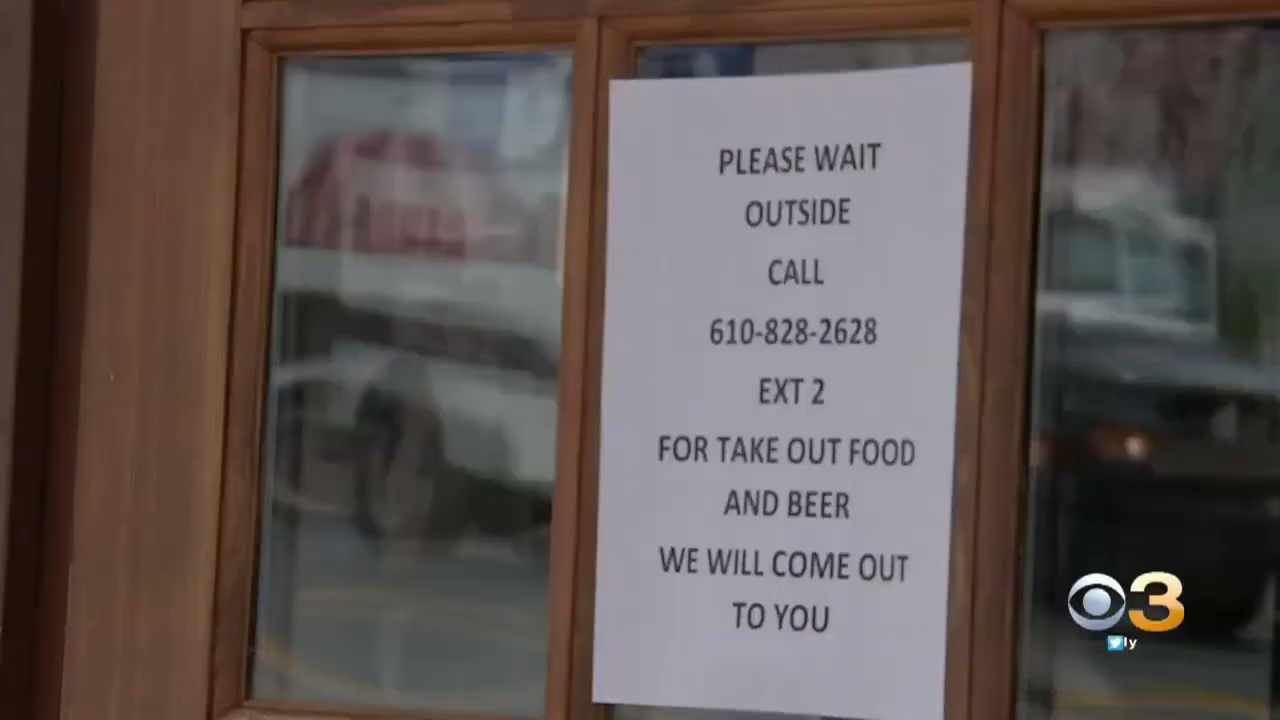 PLEASE WAIT
OUTSIDE
CALL
610-828-2628
EXT 2
FOR TAKE OUT FOOD
AND BEER
WE WILL COME OUT
TO YOU
3
ly